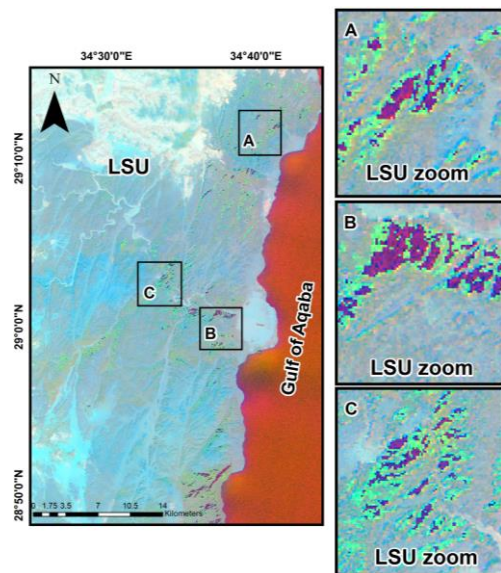 34°30'0"E 34°40'0"E
N
A
LSU
29°10'0"N
C
B
29°0'0"N
Gulf of Aqaba
28°50'0"N
0 1.75 3.5 7 10.5 14
Kilometers
A
LSU zoom
B
LSU zoom
C
LSU zoom